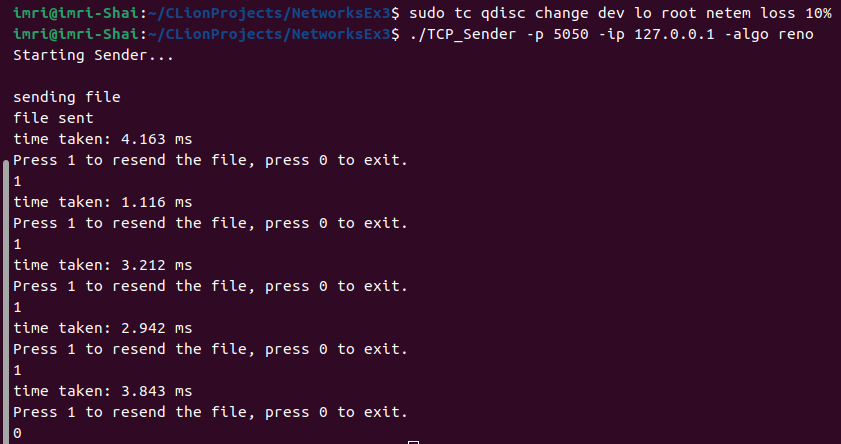 imri@imri-Shai:~/CLionProjects/NetworksEx3$ sudo tc qdisc change dev lo root netem loss 10%
imri@imri-Shai:~/CLionProjects/NetworksEx3$ ./TCP_Sender -p 5050 -ip 127.0.0.1 -algo reno
Starting Sender...
sending file
file sent
time taken: 4.163 ms
Press 1 to resend the file, press 0 to exit.
1
time taken: 1.116 ms
Press 1 to resend the file, press 0 to exit.
1
time taken: 3.212 ms
Press 1 to resend the file, press 0 to exit.
1
time taken: 2.942 ms
Press 1 to resend the file, press 0 to exit.
1
time taken: 3.843 ms
Press 1 to resend the file, press 0 to exit.
0